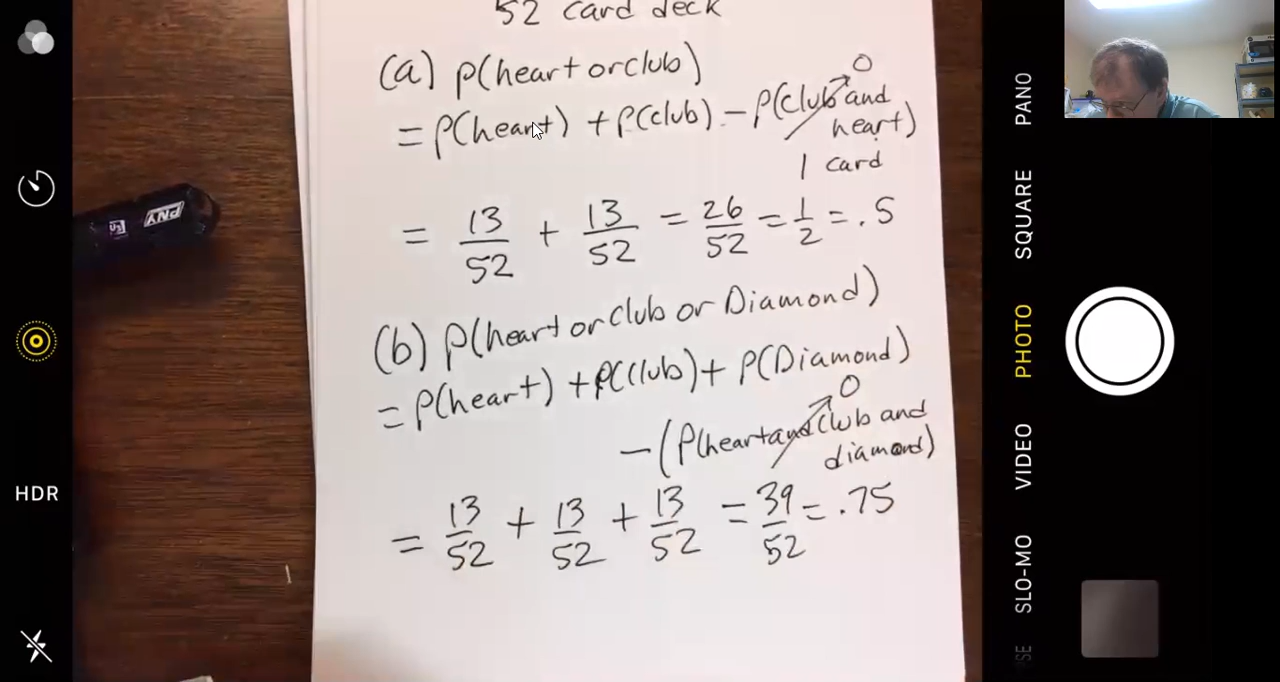 52 card deck
(a) P(heart or club)
= P(heart) + P(club) - P(club and heart) 0
1 card
= 13/52 + 13/52 = 26/52 = 1/2 = .5
(b) P(heart or club or Diamond)
= P(heart) + P(club) + P(Diamond)
- (P(heart and club and diamond) 0
= 13/52 + 13/52 + 13/52 = 39/52 = .75
PNY
HDR
PANO
SQUARE
PHOTO
VIDEO
SLO-MO